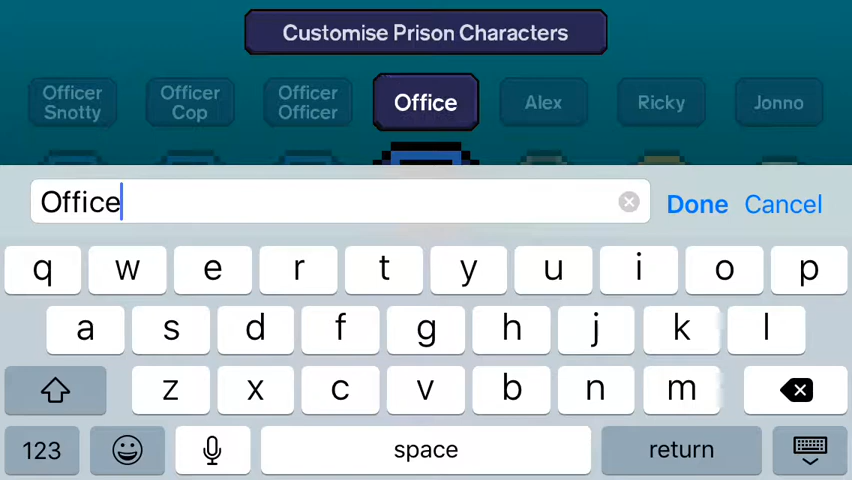 Customise Prison Characters
Officer Snotty
Officer Cop
Officer Officer
Office
Alex
Ricky
Jonno
Office
Done
Cancel
q w e r t y u i o p
a s d f g h j k l
z x c v b n m
123
space
return